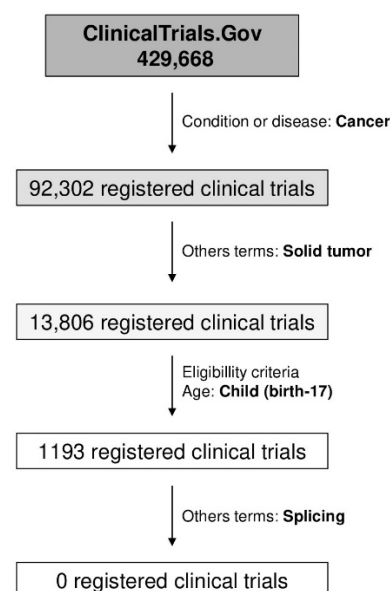 ClinicalTrials.Gov
429,668
Condition or disease: Cancer
92,302 registered clinical trials
Others terms: Solid tumor
13,806 registered clinical trials
Eligibillity criteria
Age: Child (birth-17)
1193 registered clinical trials
Others terms: Splicing
0 registered clinical trials